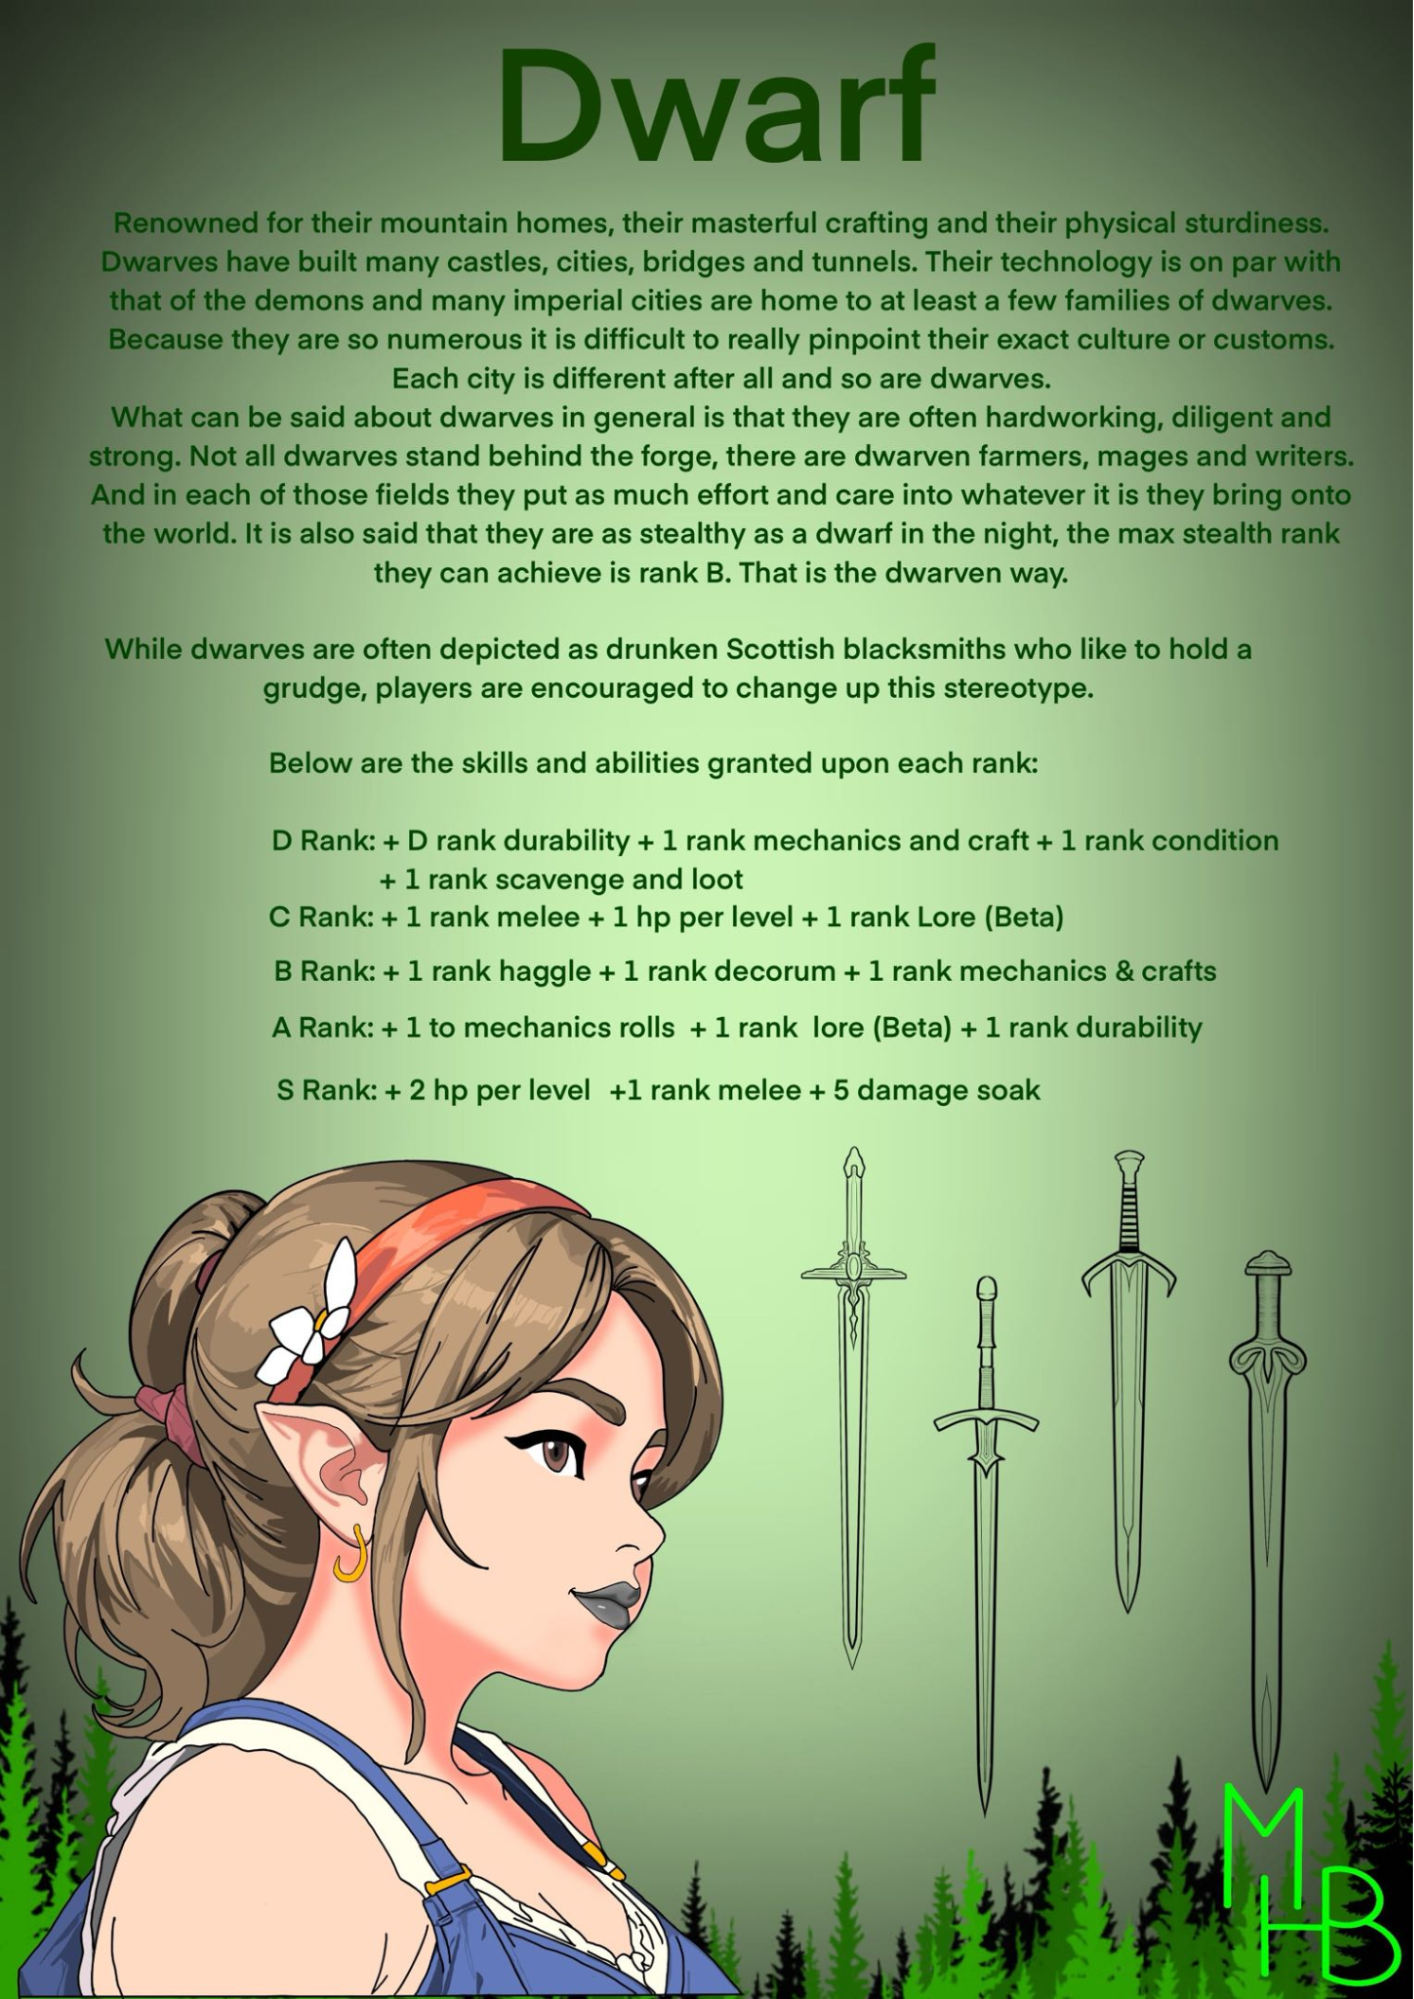 Dwarf
Renowned for their mountain homes, their masterful crafting and their physical sturdiness.
Dwarves have built many castles, cities, bridges and tunnels. Their technology is on par with
that of the demons and many imperial cities are home to at least a few families of dwarves.
Because they are so numerous it is difficult to really pinpoint their exact culture or customs.
Each city is different after all and so are dwarves.
What can be said about dwarves in general is that they are often hardworking, diligent and
strong. Not all dwarves stand behind the forge, there are dwarven farmers, mages and writers.
And in each of those fields they put as much effort and care into whatever it is they bring onto
the world. It is also said that they are as stealthy as a dwarf in the night, the max stealth rank
they can achieve is rank B. That is the dwarven way.
While dwarves are often depicted as drunken Scottish blacksmiths who like to hold a
grudge, players are encouraged to change up this stereotype.
Below are the skills and abilities granted upon each rank:
D Rank: + D rank durability + 1 rank mechanics and craft + 1 rank condition
+ 1 rank scavenge and loot
C Rank: + 1 rank melee + 1 hp per level + 1 rank Lore (Beta)
B Rank: + 1 rank haggle + 1 rank decorum + 1 rank mechanics & crafts
A Rank: + 1 to mechanics rolls + 1 rank lore (Beta) + 1 rank durability
S Rank: + 2 hp per level +1 rank melee + 5 damage soak
MHB